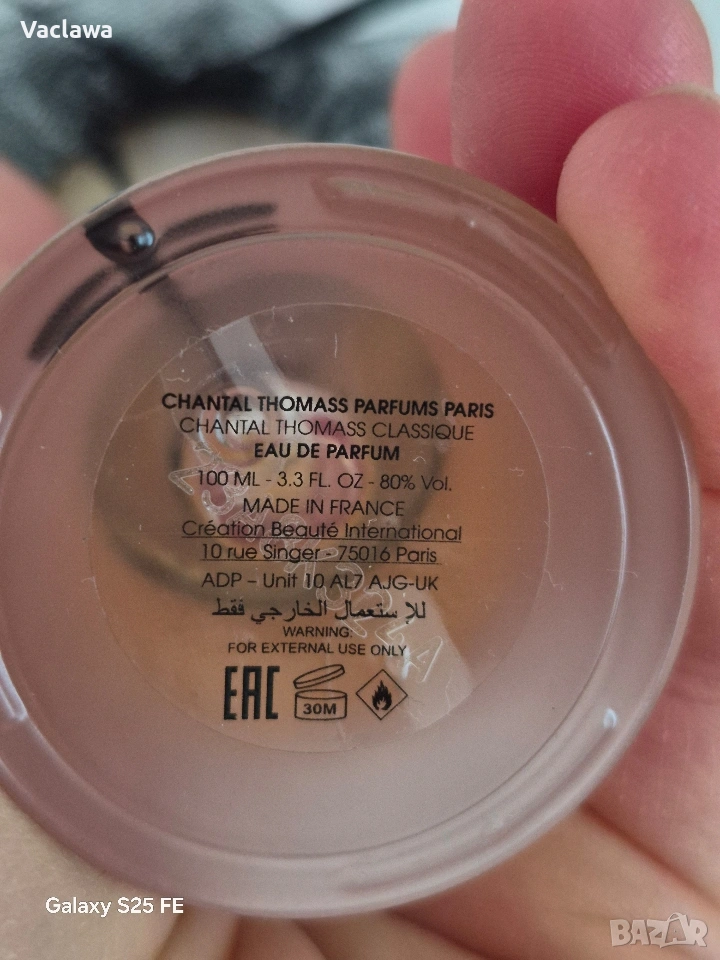 Vaclawa
CHANTAL THOMASS PARFUMS PARIS
CHANTAL THOMASS CLASSIQUE
EAU DE PARFUM
100 ML - 3.3 FL. OZ - 80% Vol.
MADE IN FRANCE
Création Beauté International
10 rue Singer - 75016 Paris
ADP – Unit 10 AL7 AJG-UK
للإستعمال الخارجي فقط
WARNING:
FOR EXTERNAL USE ONLY
EAC
30M
Galaxy S25 FE
BAZAR